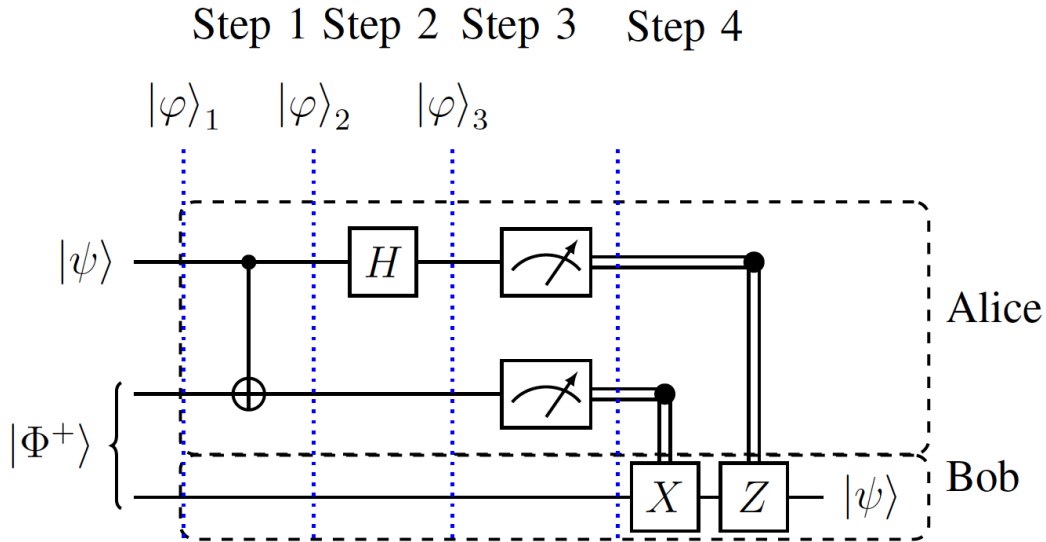 Step 1 Step 2 Step 3 Step 4
|φ⟩₁ |φ⟩₂ |φ⟩₃
|ψ⟩ H
Alice
|Φ⁺⟩
X Z |ψ⟩ Bob